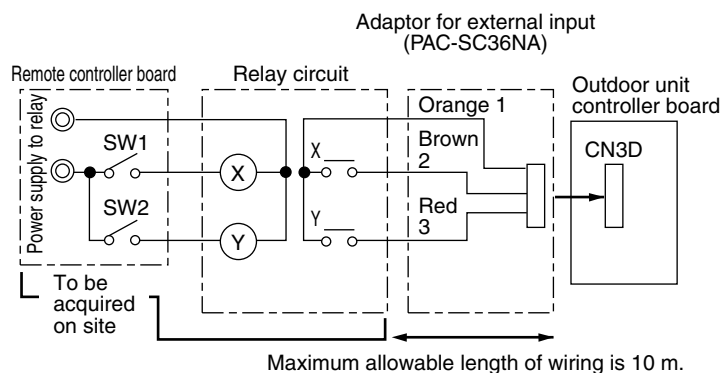 Adaptor for external input
(PAC-SC36NA)
Remote controller board
Relay circuit
Outdoor unit
controller board
Power supply to relay
SW1
SW2
X
Y
X
Y
Orange 1
Brown
2
Red
3
CN3D
To be
acquired
on site
Maximum allowable length of wiring is 10 m.